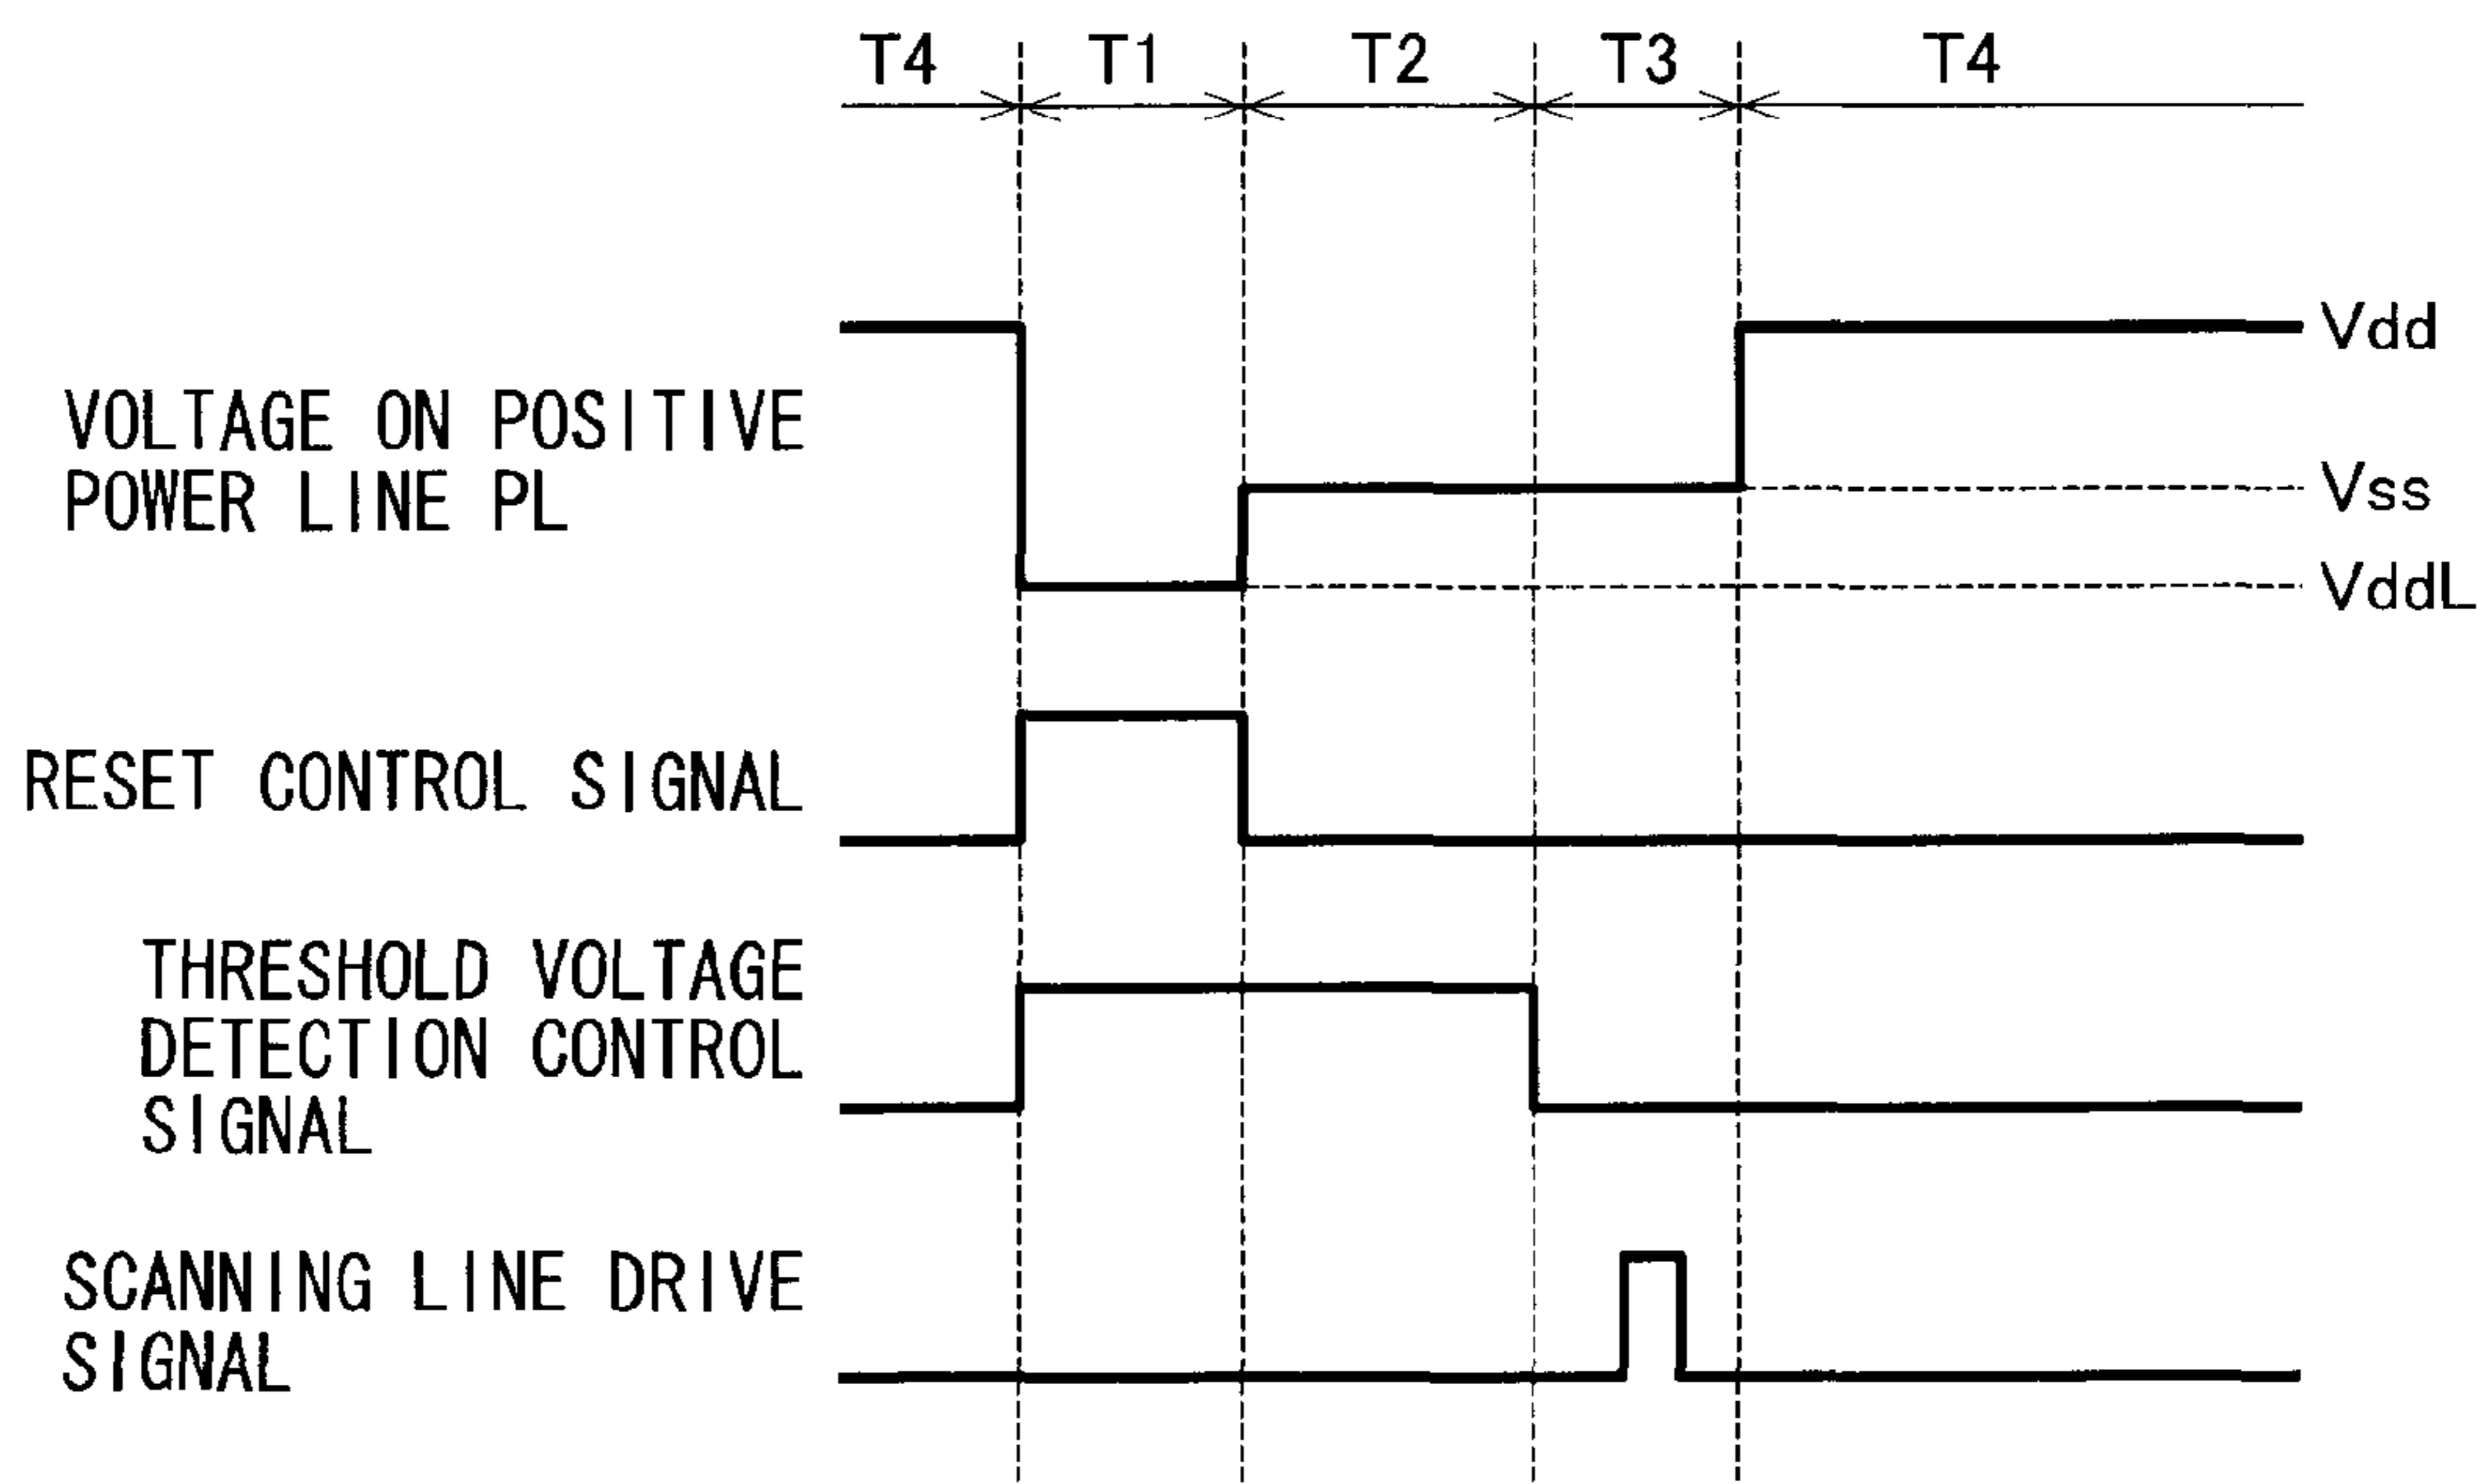 T4 T1 T2 T3 T4
Vdd
VOLTAGE ON POSITIVE
POWER LINE PL
Vss
VddL
RESET CONTROL SIGNAL
THRESHOLD VOLTAGE
DETECTION CONTROL
SIGNAL
SCANNING LINE DRIVE
SIGNAL